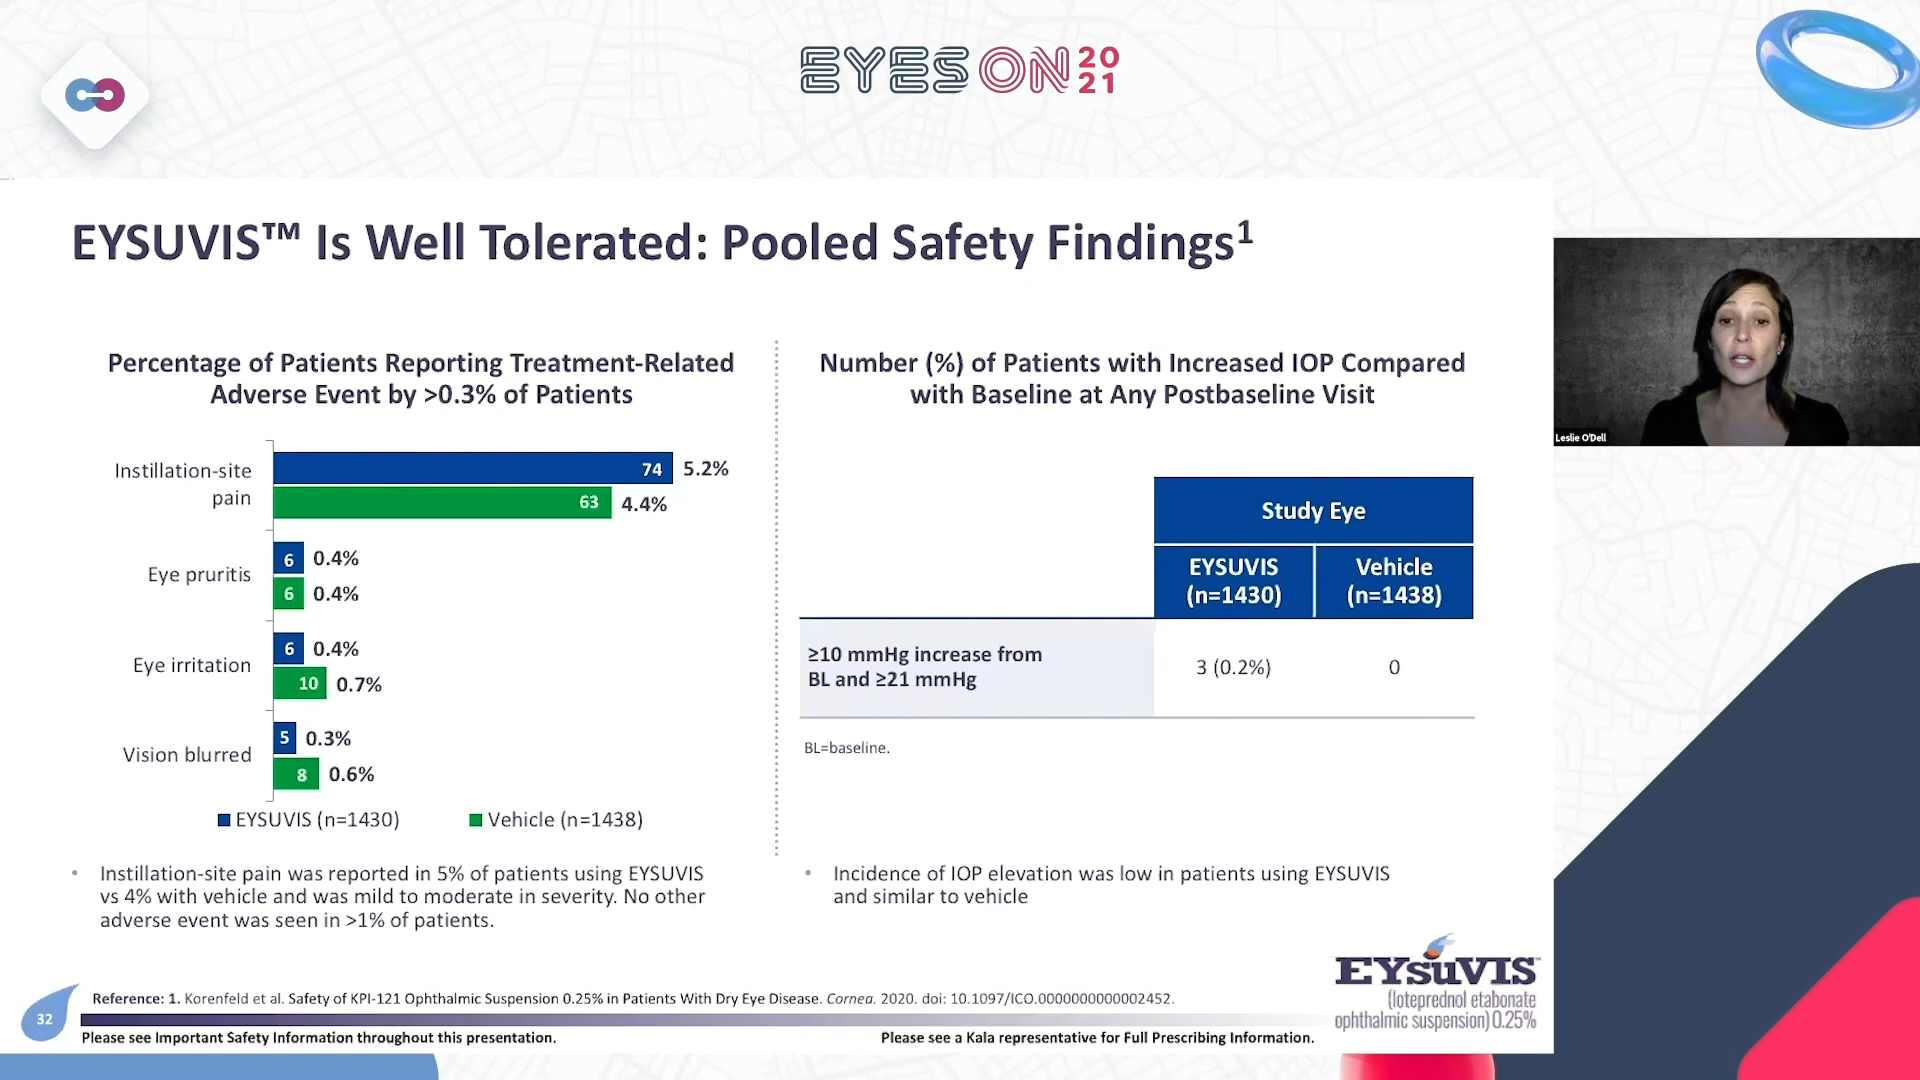 EYES ON 20
21
EYSUVIS™ Is Well Tolerated: Pooled Safety Findings1
Percentage of Patients Reporting Treatment-Related
Adverse Event by >0.3% of Patients
Instillation-site
pain
74 5.2%
63 4.4%
Eye pruritis
6 0.4%
6 0.4%
Eye irritation
6 0.4%
10 0.7%
Vision blurred
5 0.3%
8 0.6%
EYSUVIS (n=1430) Vehicle (n=1438)
Instillation-site pain was reported in 5% of patients using EYSUVIS
vs 4% with vehicle and was mild to moderate in severity. No other
adverse event was seen in >1% of patients.
Number (%) of Patients with Increased IOP Compared
with Baseline at Any Postbaseline Visit
Study Eye
EYSUVIS
(n=1430)
Vehicle
(n=1438)
≥10 mmHg increase from
BL and ≥21 mmHg
3 (0.2%) 0
BL=baseline.
Incidence of IOP elevation was low in patients using EYSUVIS
and similar to vehicle
Leslie O'Dell
EYSUVIS
(loteprednol etabonate
ophthalmic suspension) 0.25%
Reference: 1. Korenfeld et al. Safety of KPI-121 Ophthalmic Suspension 0.25% in Patients With Dry Eye Disease. Cornea. 2020. doi: 10.1097/ICO.0000000000002452.
32
Please see Important Safety Information throughout this presentation. Please see a Kala representative for Full Prescribing Information.